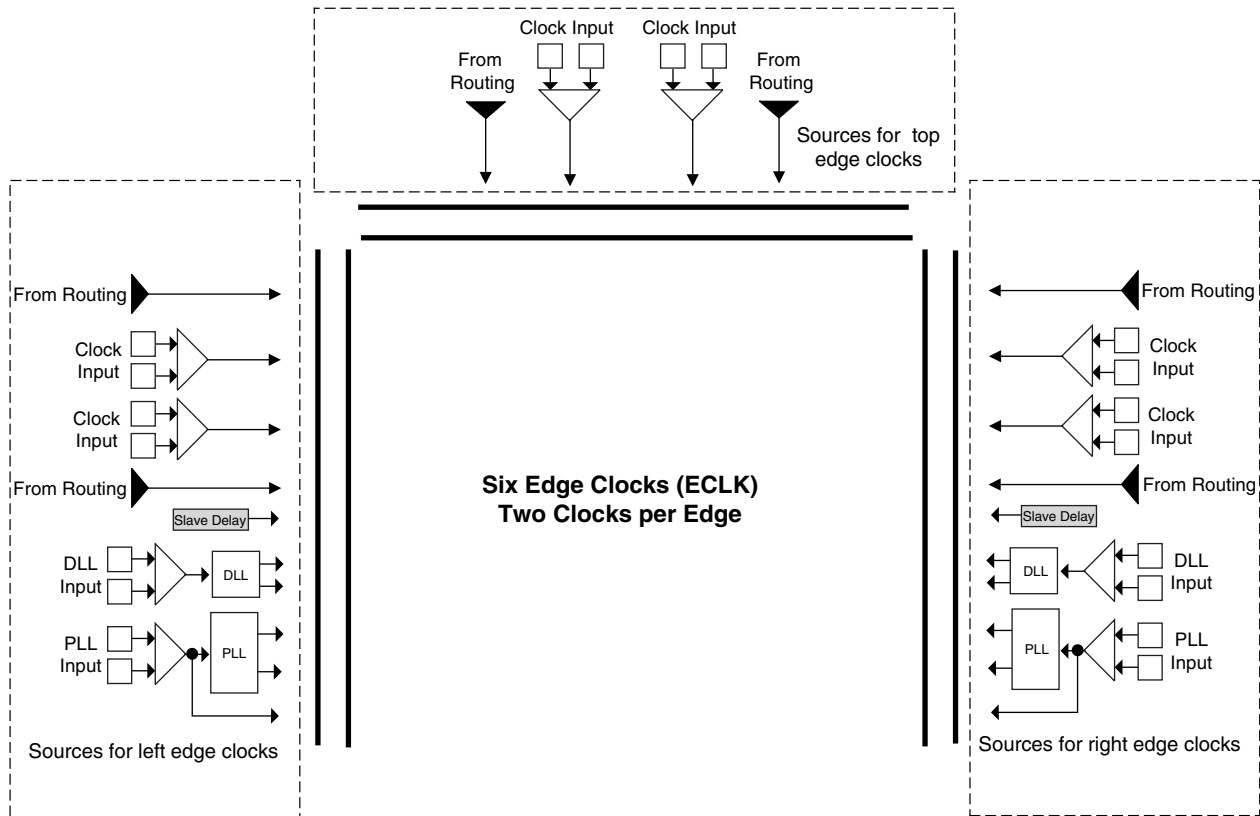 Clock Input
Clock Input
From
Routing
From
Routing
Sources for top
edge clocks
From Routing
Clock
Input
Clock
Input
From Routing
Slave Delay
DLL
Input
DLL
PLL
Input
PLL
Sources for left edge clocks
Six Edge Clocks (ECLK)
Two Clocks per Edge
From Routing
Clock
Input
Clock
Input
From Routing
Slave Delay
DLL
DLL
Input
PLL
PLL
Input
Sources for right edge clocks